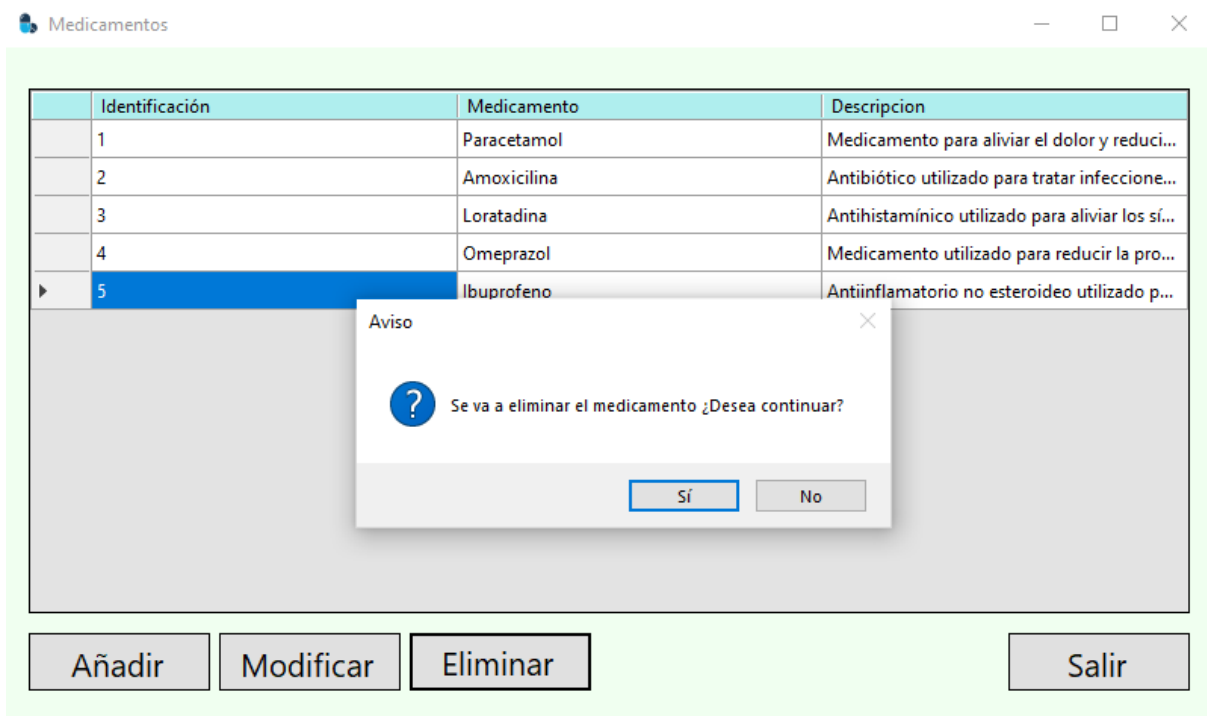 Medicamentos
Identificación Medicamento Descripcion
1 Paracetamol Medicamento para aliviar el dolor y reduci...
2 Amoxicilina Antibiótico utilizado para tratar infeccione...
3 Loratadina Antihistamínico utilizado para aliviar los sí...
4 Omeprazol Medicamento utilizado para reducir la pro...
5 Ibuprofeno Antiinflamatorio no esteroideo utilizado p...
Aviso
Se va a eliminar el medicamento ¿Desea continuar?
Sí No
Añadir Modificar Eliminar Salir